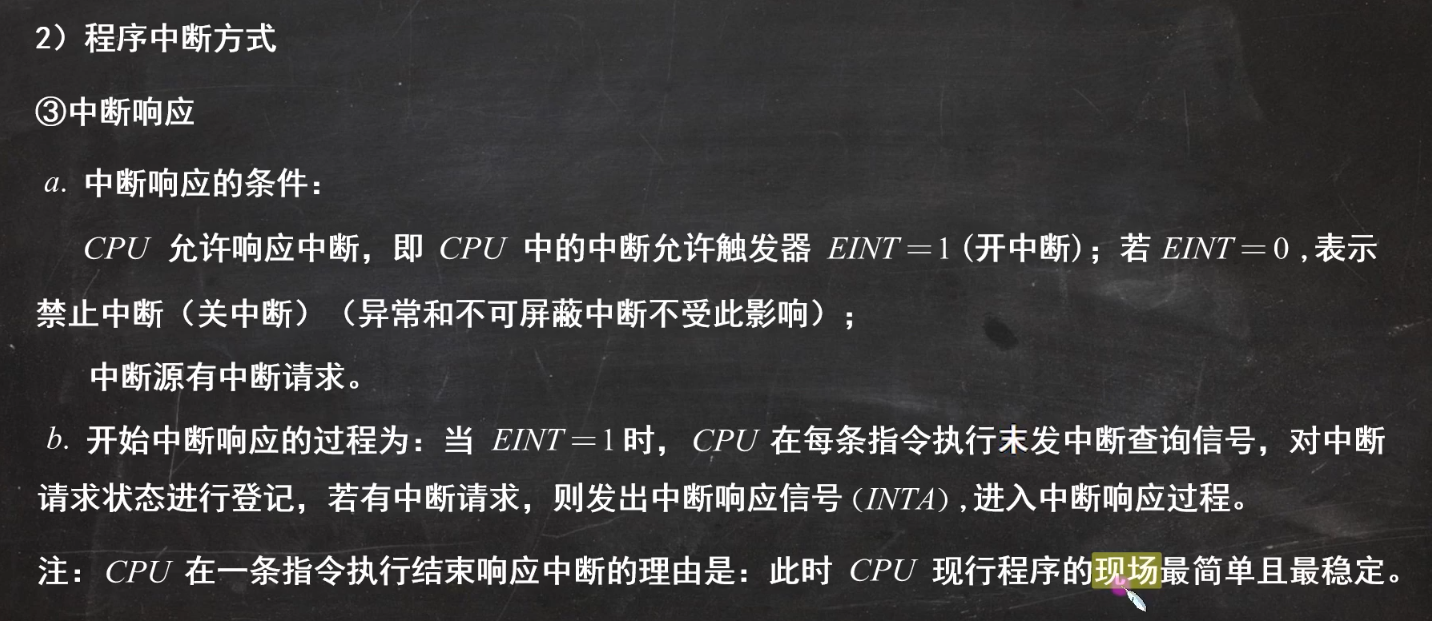 2）程序中断方式
③中断响应
a. 中断响应的条件：
CPU 允许响应中断，即 CPU 中的中断允许触发器 EINT＝1 (开中断)；若 EINT＝0 ,表示
禁止中断（关中断）（异常和不可屏蔽中断不受此影响）；
中断源有中断请求。
b. 开始中断响应的过程为：当 EINT＝1 时，CPU 在每条指令执行末发中断查询信号，对中断
请求状态进行登记，若有中断请求，则发出中断响应信号 (INTA) ,进入中断响应过程。
注：CPU 在一条指令执行结束响应中断的理由是：此时 CPU 现行程序的现场最简单且最稳定。